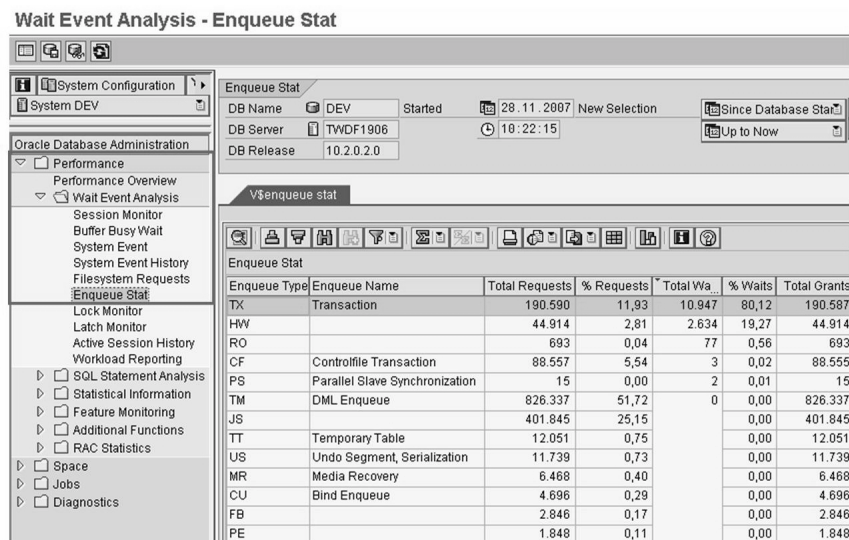 Wait Event Analysis - Enqueue Stat
System Configuration
System DEV
Oracle Database Administration
Performance
Performance Overview
Wait Event Analysis
Session Monitor
Buffer Busy Wait
System Event
System Event History
Filesystem Requests
Enqueue Stat
Lock Monitor
Latch Monitor
Active Session History
Workload Reporting
SQL Statement Analysis
Statistical Information
Feature Monitoring
Additional Functions
RAC Statistics
Space
Jobs
Diagnostics
Enqueue Stat
DB Name DEV Started 28.11.2007 New Selection Since Database Star
DB Server TWDF1906 10:22:15 Up to Now
DB Release 10.2.0.2.0
V$enqueue stat
Enqueue Stat
Enqueue Type Enqueue Name Total Requests % Requests Total Wa... % Waits Total Grants
TX Transaction 190.590 11,93 10.947 80,12 190.587
HW 44.914 2,81 2.634 19,27 44.914
RO 693 0,04 77 0,56 693
CF Controlfile Transaction 88.557 5,54 3 0,02 88.555
PS Parallel Slave Synchronization 15 0,00 2 0,01 15
TM DML Enqueue 826.337 51,72 0 0,00 826.337
JS 401.845 25,15 0,00 401.845
TT Temporary Table 12.051 0,75 0,00 12.051
US Undo Segment, Serialization 11.739 0,73 0,00 11.739
MR Media Recovery 6.468 0,40 0,00 6.468
CU Bind Enqueue 4.696 0,29 0,00 4.696
FB 2.846 0,17 0,00 2.846
PE 1.848 0,11 0,00 1.848